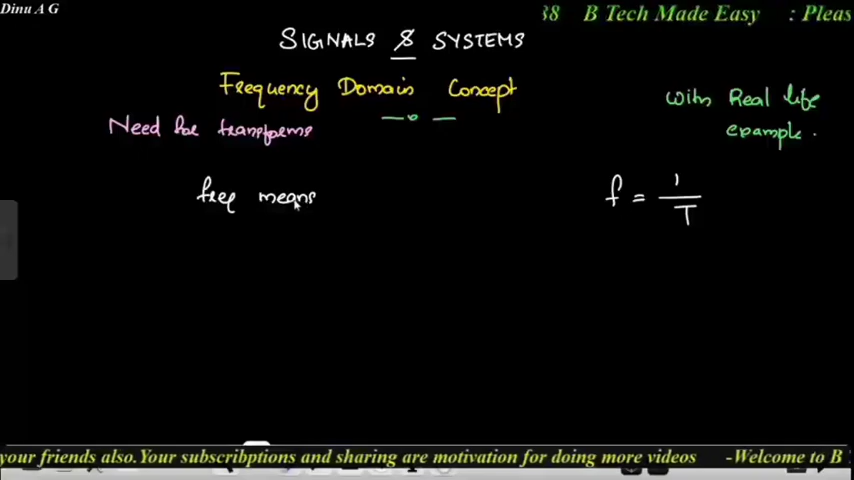 Dinu A G
38 B Tech Made Easy : Pleas
SIGNALS & SYSTEMS
Frequency Domain Concept
With Real life
example.
Need for transforms
freq means
f = 1/T
your friends also.Your subscribptions and sharing are motivation for doing more videos -Welcome to B